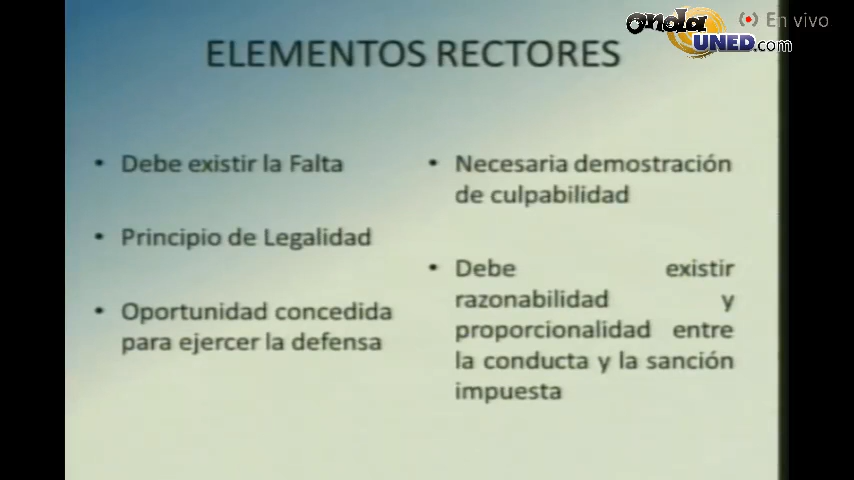 onda
UNED.com
En vivo
ELEMENTOS RECTORES
• Debe existir la Falta
• Principio de Legalidad
• Oportunidad concedida
para ejercer la defensa
• Necesaria demostración
de culpabilidad
• Debe existir
razonabilidad y
proporcionalidad entre
la conducta y la sanción
impuesta